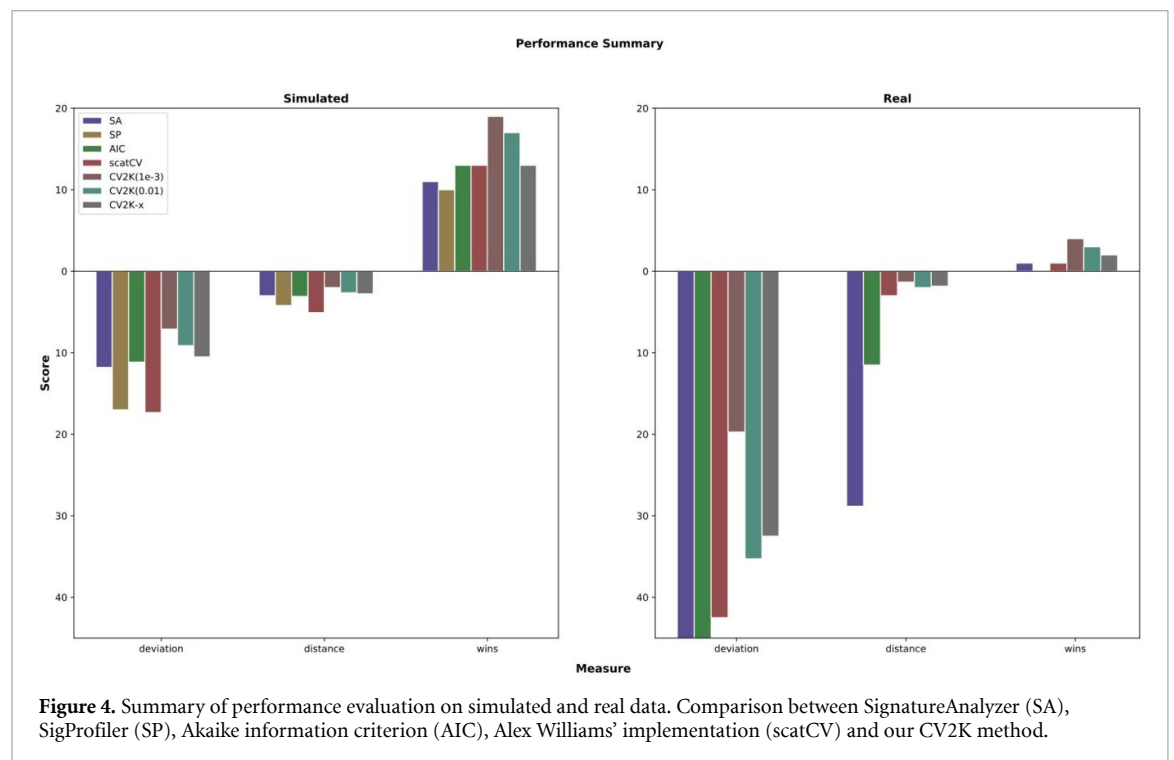 Performance Summary
Simulated
Real
SA
SP
AIC
scatCV
CV2K(1e-3)
CV2K(0.01)
CV2K-x
20
10
0
10
20
30
40
20
10
0
10
20
30
40
Score
deviation
distance
wins
deviation
distance
wins
Measure
Figure 4. Summary of performance evaluation on simulated and real data. Comparison between SignatureAnalyzer (SA),
SigProfiler (SP), Akaike information criterion (AIC), Alex Williams’ implementation (scatCV) and our CV2K method.